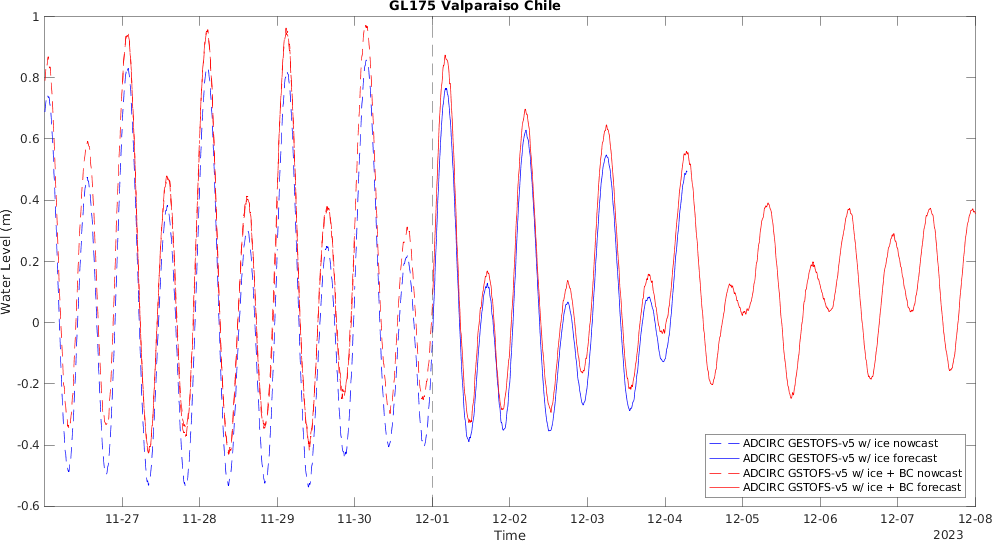 GL175 Valparaiso Chile
1
0.8
0.6
0.4
0.2
0
-0.2
-0.4
-0.6
Water Level (m)
ADCIRC GESTOFS-v5 w/ ice nowcast
ADCIRC GESTOFS-v5 w/ ice forecast
ADCIRC GSTOFS-v5 w/ ice + BC nowcast
ADCIRC GSTOFS-v5 w/ ice + BC forecast
11-27 11-28 11-29 11-30 12-01 12-02 12-03 12-04 12-05 12-06 12-07 12-08
Time
2023